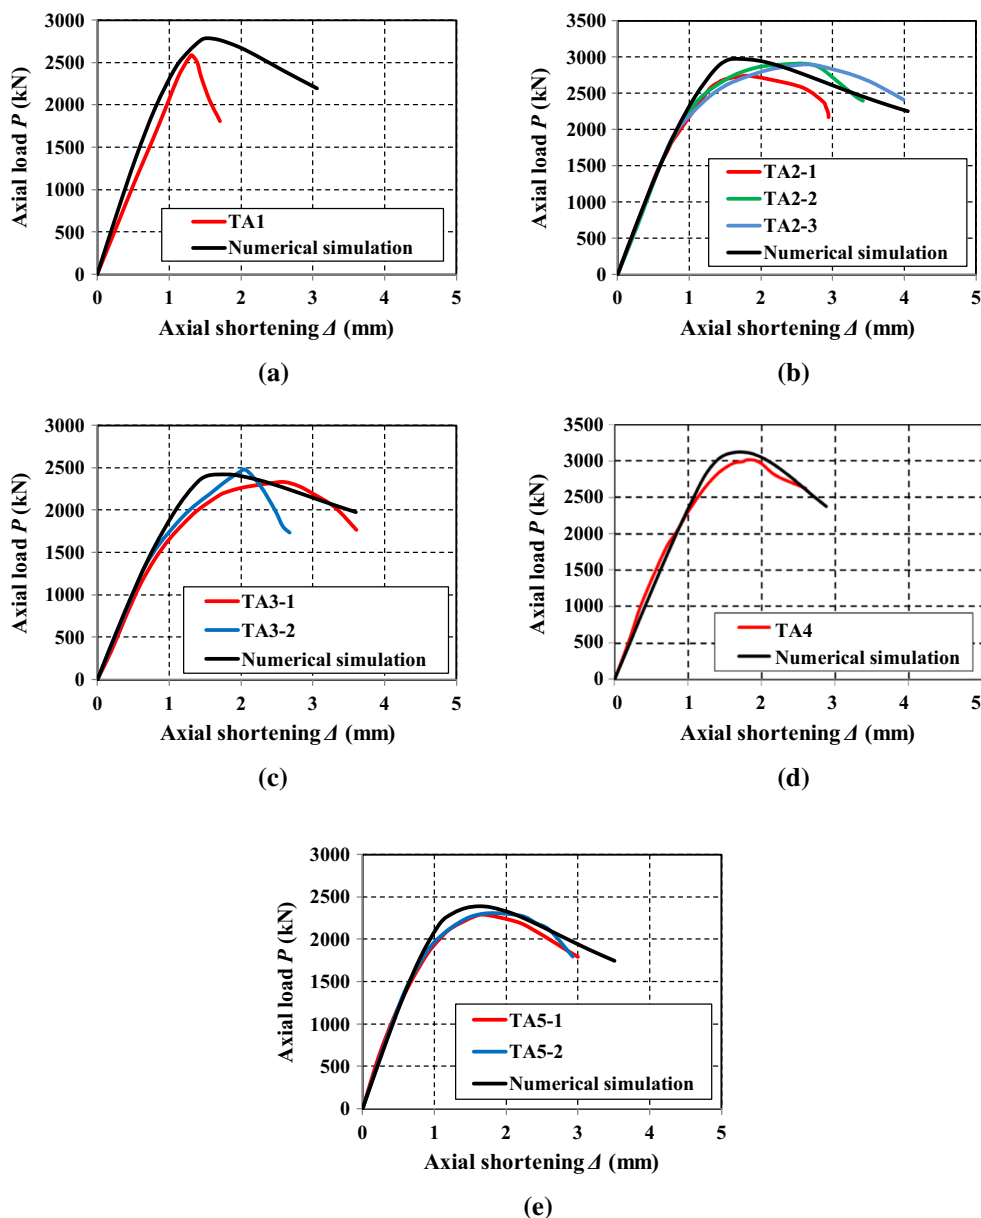 Axial load P (kN)
3000
2500
2000
1500
1000
500
0
TA1
Numerical simulation
0 1 2 3 4 5
Axial shortening Δ (mm)
(a)
Axial load P (kN)
3500
3000
2500
2000
1500
1000
500
0
TA2-1
TA2-2
TA2-3
Numerical simulation
0 1 2 3 4 5
Axial shortening Δ (mm)
(b)
Axial load P (kN)
3000
2500
2000
1500
1000
500
0
TA3-1
TA3-2
Numerical simulation
0 1 2 3 4 5
Axial shortening Δ (mm)
(c)
Axial load P (kN)
3500
3000
2500
2000
1500
1000
500
0
TA4
Numerical simulation
0 1 2 3 4 5
Axial shortening Δ (mm)
(d)
Axial load P (kN)
3000
2500
2000
1500
1000
500
0
TA5-1
TA5-2
Numerical simulation
0 1 2 3 4 5
Axial shortening Δ (mm)
(e)